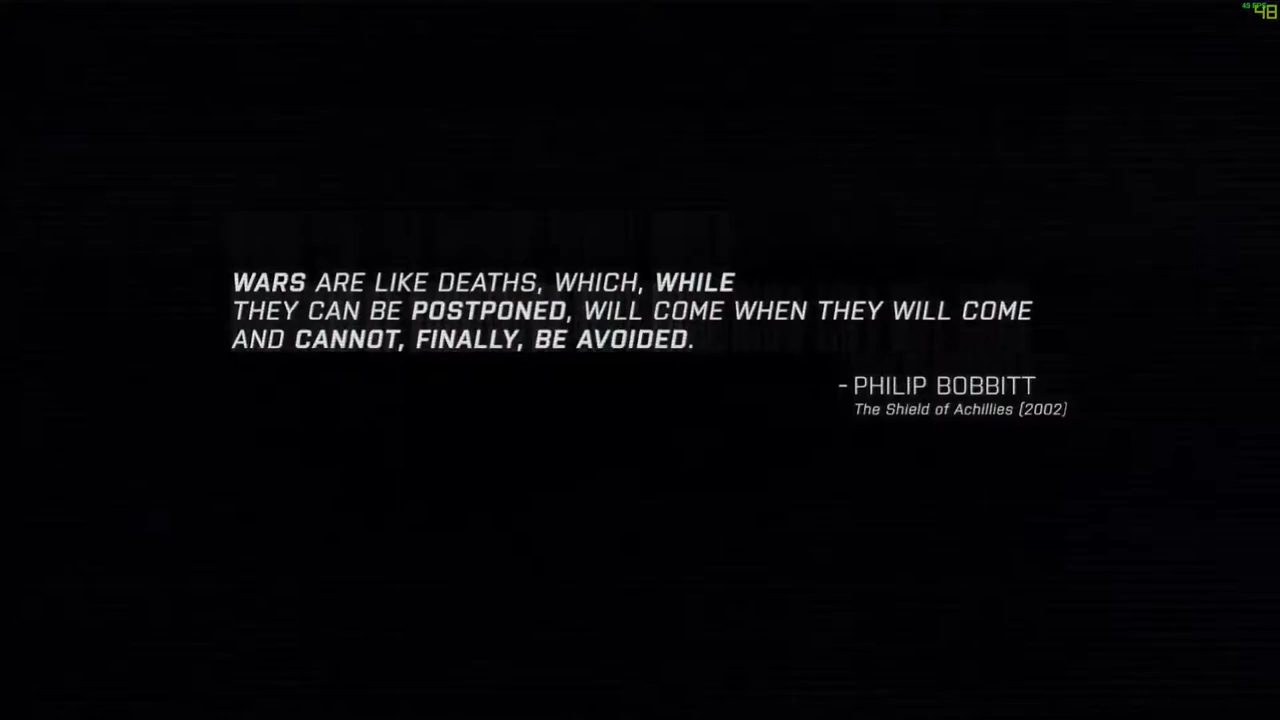 48
WARS ARE LIKE DEATHS, WHICH, WHILE
THEY CAN BE POSTPONED, WILL COME WHEN THEY WILL COME
AND CANNOT, FINALLY, BE AVOIDED.
- PHILIP BOBBITT
The Shield of Achillies (2002)